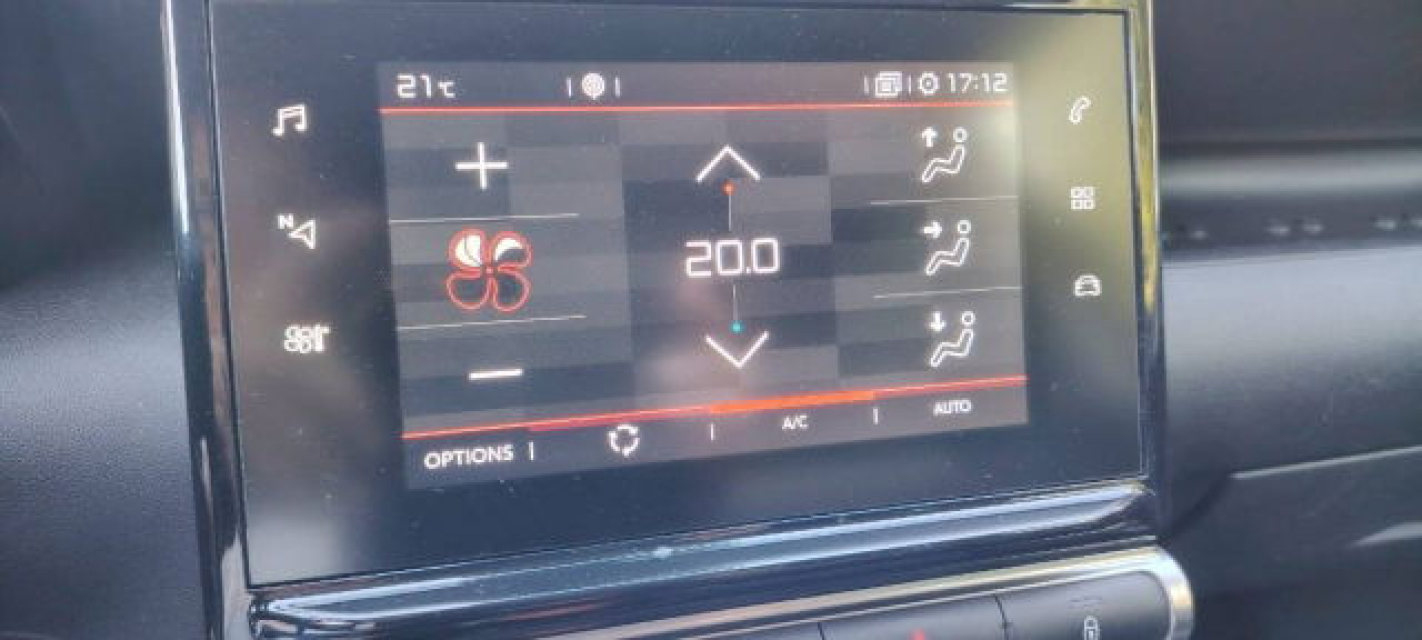 21°C 17:12
N
20.0
OPTIONS A/C AUTO